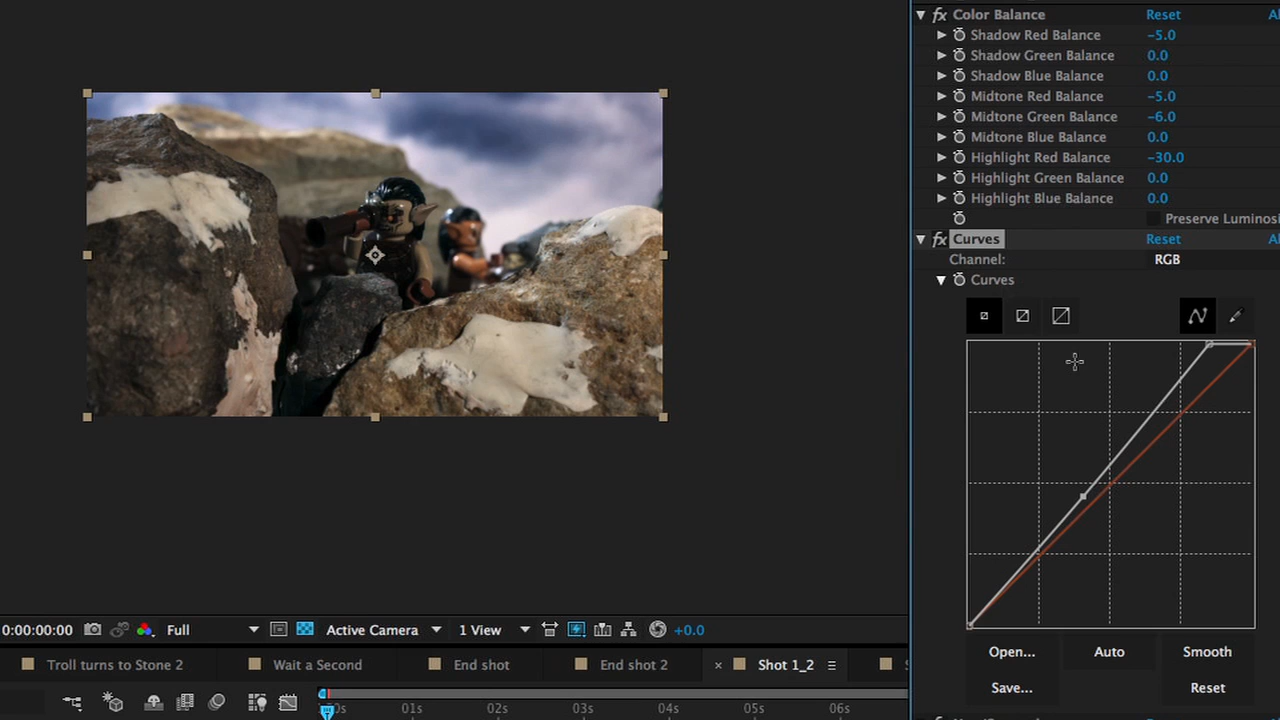 fx Color Balance Reset
Shadow Red Balance -5.0
Shadow Green Balance 0.0
Shadow Blue Balance 0.0
Midtone Red Balance -5.0
Midtone Green Balance -6.0
Midtone Blue Balance 0.0
Highlight Red Balance -30.0
Highlight Green Balance 0.0
Highlight Blue Balance 0.0
Preserve Luminosi
fx Curves Reset
Channel: RGB
Curves
Open... Auto Smooth
Save... Reset
0:00:00:00 Full Active Camera 1 View +0.0
Troll turns to Stone 2 Wait a Second End shot End shot 2 × Shot 1_2
01s 02s 03s 04s 05s 06s